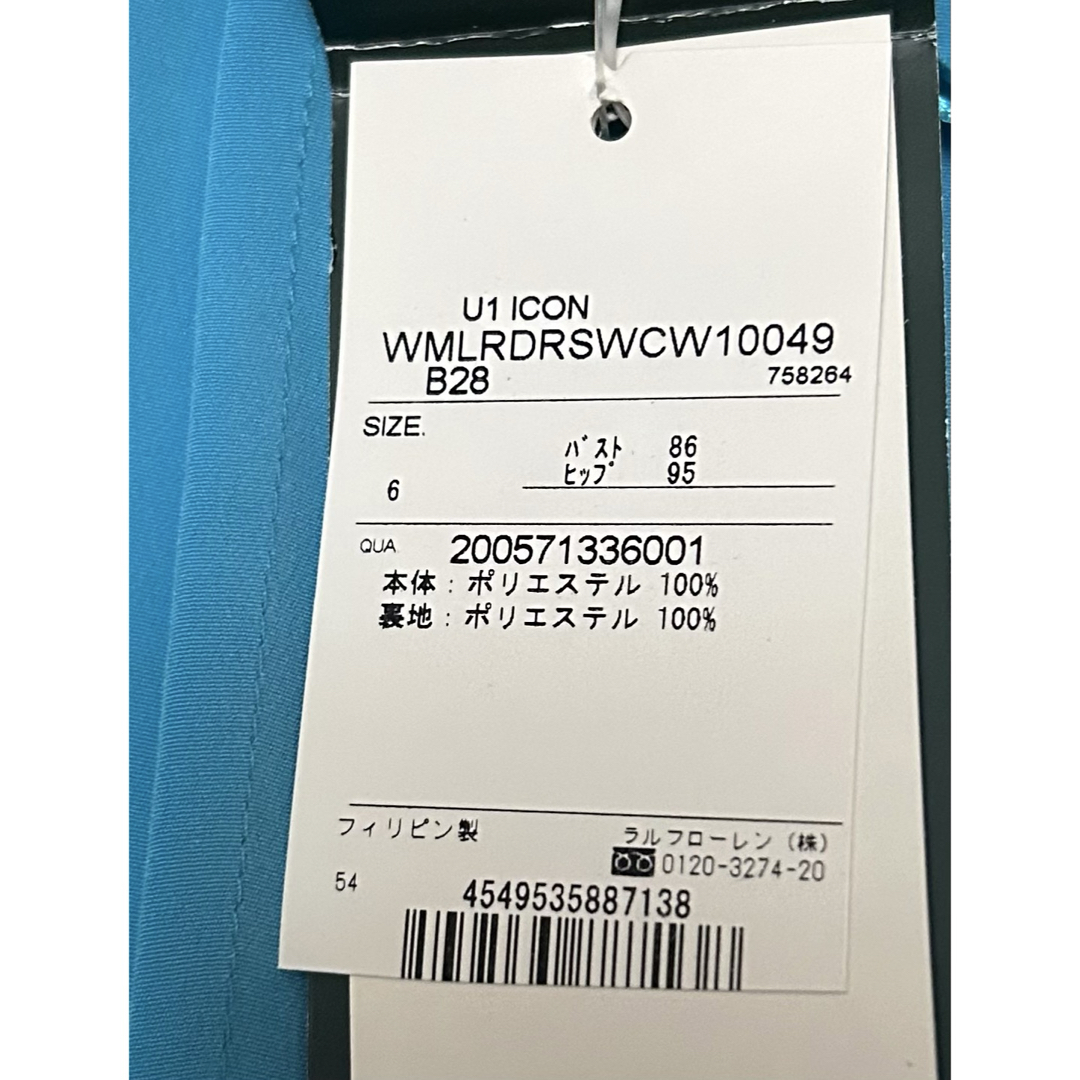 U1 ICON
WMLRDRSWCW10049
B28 758264
SIZE.
バスト 86
ヒップ 95
6
QUA 200571336001
本体:ポリエステル 100%
裏地:ポリエステル 100%
フィリピン製
ラルフローレン(株)
0120-3274-20
54
4549535887138